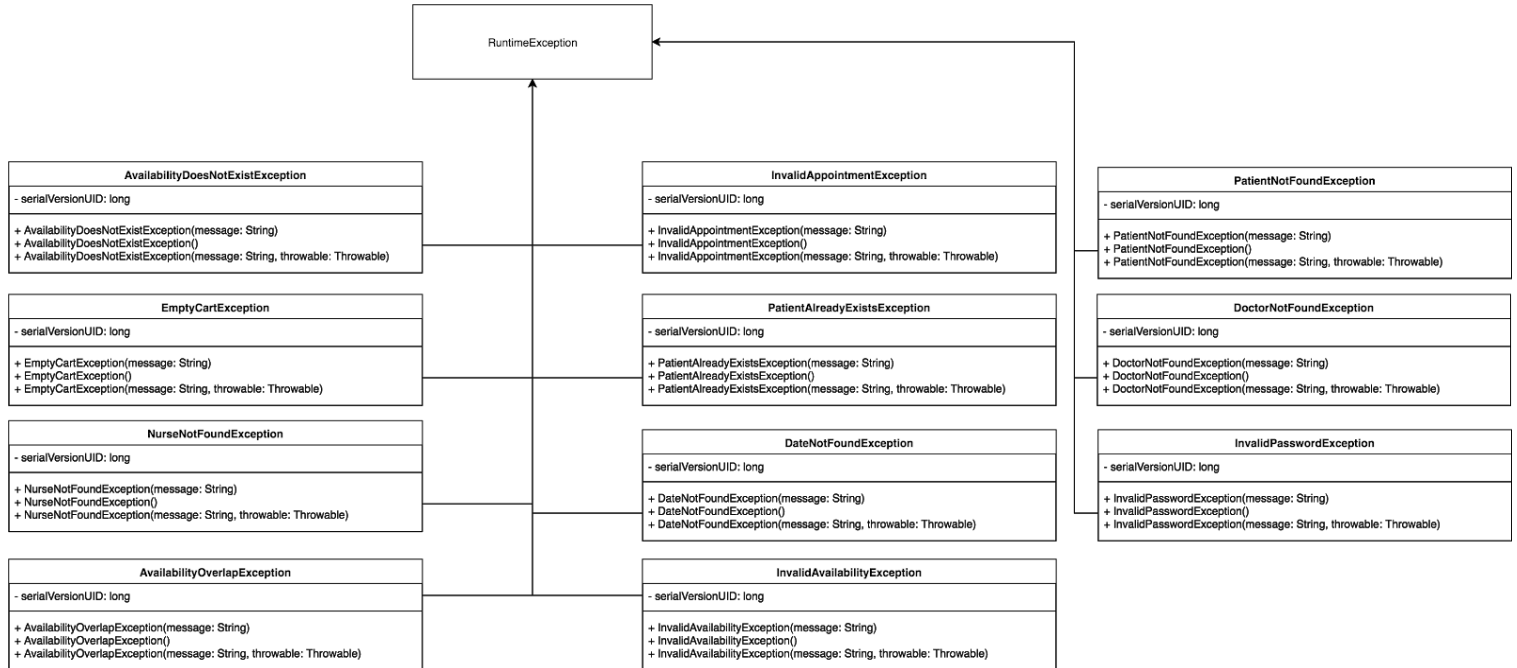 RuntimeException
AvailabilityDoesNotExistException
- serialVersionUID: long
+ AvailabilityDoesNotExistException(message: String)
+ AvailabilityDoesNotExistException()
+ AvailabilityDoesNotExistException(message: String, throwable: Throwable)
InvalidAppointmentException
- serialVersionUID: long
+ InvalidAppointmentException(message: String)
+ InvalidAppointmentException()
+ InvalidAppointmentException(message: String, throwable: Throwable)
PatientNotFoundException
- serialVersionUID: long
+ PatientNotFoundException(message: String)
+ PatientNotFoundException()
+ PatientNotFoundException(message: String, throwable: Throwable)
EmptyCartException
- serialVersionUID: long
+ EmptyCartException(message: String)
+ EmptyCartException()
+ EmptyCartException(message: String, throwable: Throwable)
PatientAlreadyExistsException
- serialVersionUID: long
+ PatientAlreadyExistsException(message: String)
+ PatientAlreadyExistsException()
+ PatientAlreadyExistsException(message: String, throwable: Throwable)
DoctorNotFoundException
- serialVersionUID: long
+ DoctorNotFoundException(message: String)
+ DoctorNotFoundException()
+ DoctorNotFoundException(message: String, throwable: Throwable)
NurseNotFoundException
- serialVersionUID: long
+ NurseNotFoundException(message: String)
+ NurseNotFoundException()
+ NurseNotFoundException(message: String, throwable: Throwable)
DateNotFoundException
- serialVersionUID: long
+ DateNotFoundException(message: String)
+ DateNotFoundException()
+ DateNotFoundException(message: String, throwable: Throwable)
InvalidPasswordException
- serialVersionUID: long
+ InvalidPasswordException(message: String)
+ InvalidPasswordException()
+ InvalidPasswordException(message: String, throwable: Throwable)
AvailabilityOverlapException
- serialVersionUID: long
+ AvailabilityOverlapException(message: String)
+ AvailabilityOverlapException()
+ AvailabilityOverlapException(message: String, throwable: Throwable)
InvalidAvailabilityException
- serialVersionUID: long
+ InvalidAvailabilityException(message: String)
+ InvalidAvailabilityException()
+ InvalidAvailabilityException(message: String, throwable: Throwable)